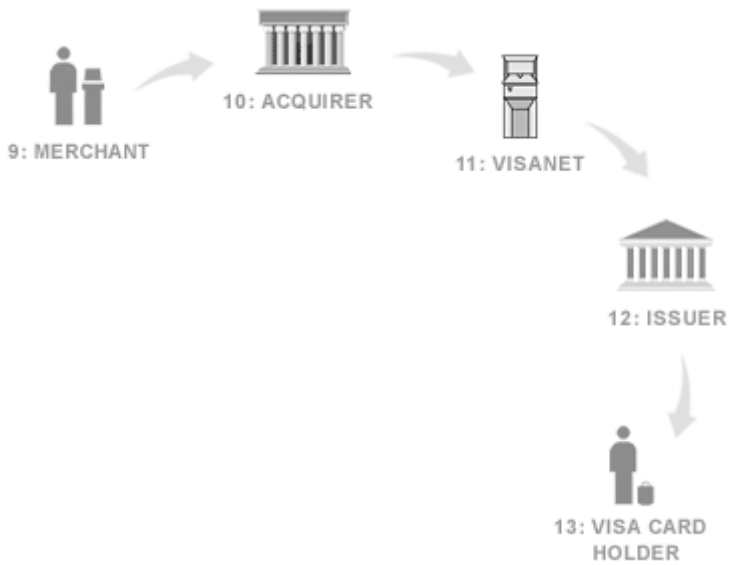 10: ACQUIRER
9: MERCHANT
11: VISANET
12: ISSUER
13: VISA CARD
HOLDER